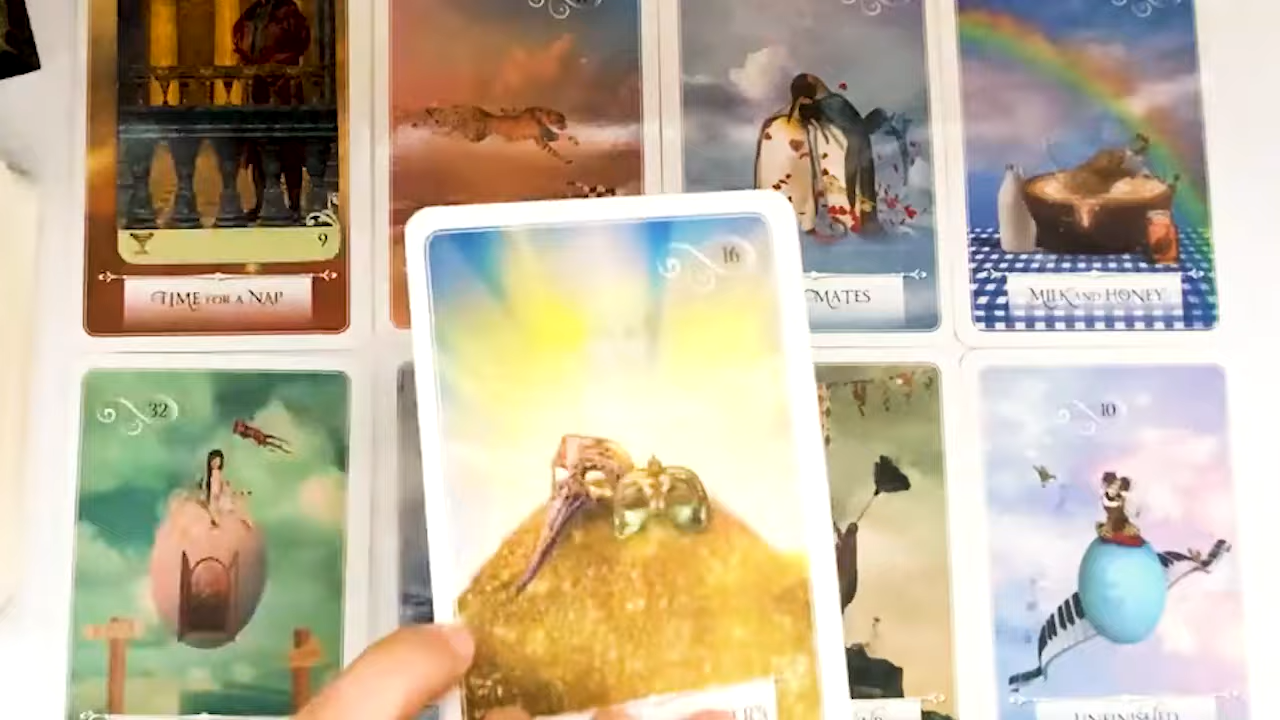 9
TIME FOR A NAP
MATES
MILK AND HONEY
16
32
10
UNFINISHED